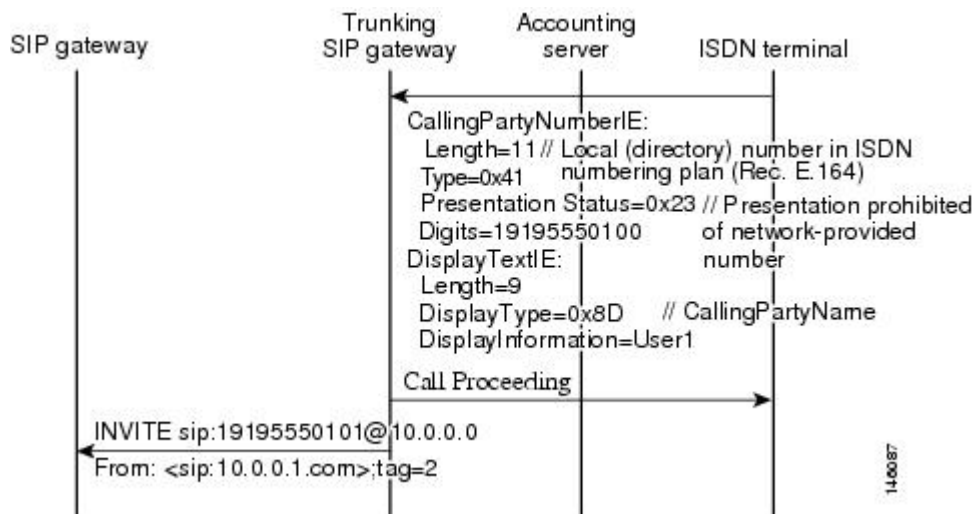 SIP gateway
Trunking
SIP gateway
Accounting
server
ISDN terminal
CallingPartyNumberIE:
Length=11 // Local (directory) number in ISDN
Type=0x41 numbering plan (Rec. E.164)
Presentation Status=0x23 // Presentation prohibited
Digits=19195550100 of network-provided
DisplayTextIE: number
Length=9
DisplayType=0x8D // CallingPartyName
DisplayInformation=User1
Call Proceeding
INVITE sip:19195550101@10.0.0.0
From: <sip:10.0.0.1.com>;tag=2
146087